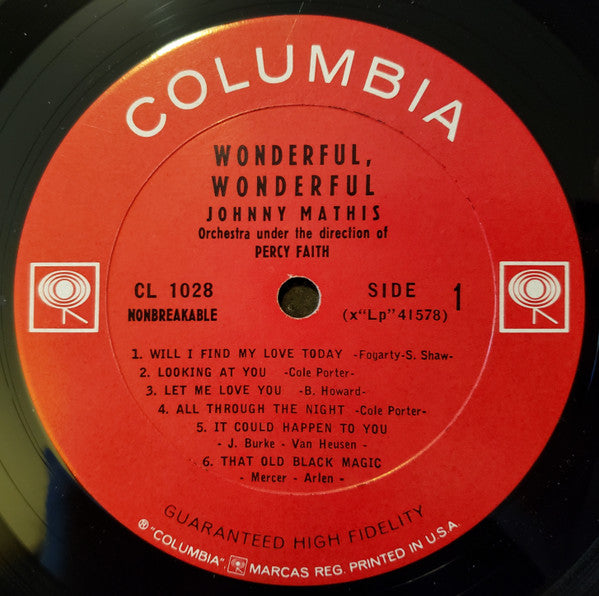 COLUMBIA
WONDERFUL,
WONDERFUL
JOHNNY MATHIS
Orchestra under the direction of
PERCY FAITH
CL 1028
NONBREAKABLE
SIDE 1
(x"Lp"41578)
1. WILL I FIND MY LOVE TODAY -Fogarty-S. Shaw-
2. LOOKING AT YOU -Cole Porter-
3. LET ME LOVE YOU -B. Howard-
4. ALL THROUGH THE NIGHT -Cole Porter-
5. IT COULD HAPPEN TO YOU
- J. Burke - Van Heusen -
6. THAT OLD BLACK MAGIC
- Mercer - Arlen -
GUARANTEED HIGH FIDELITY
® "COLUMBIA", MARCAS REG. PRINTED IN U.S.A.